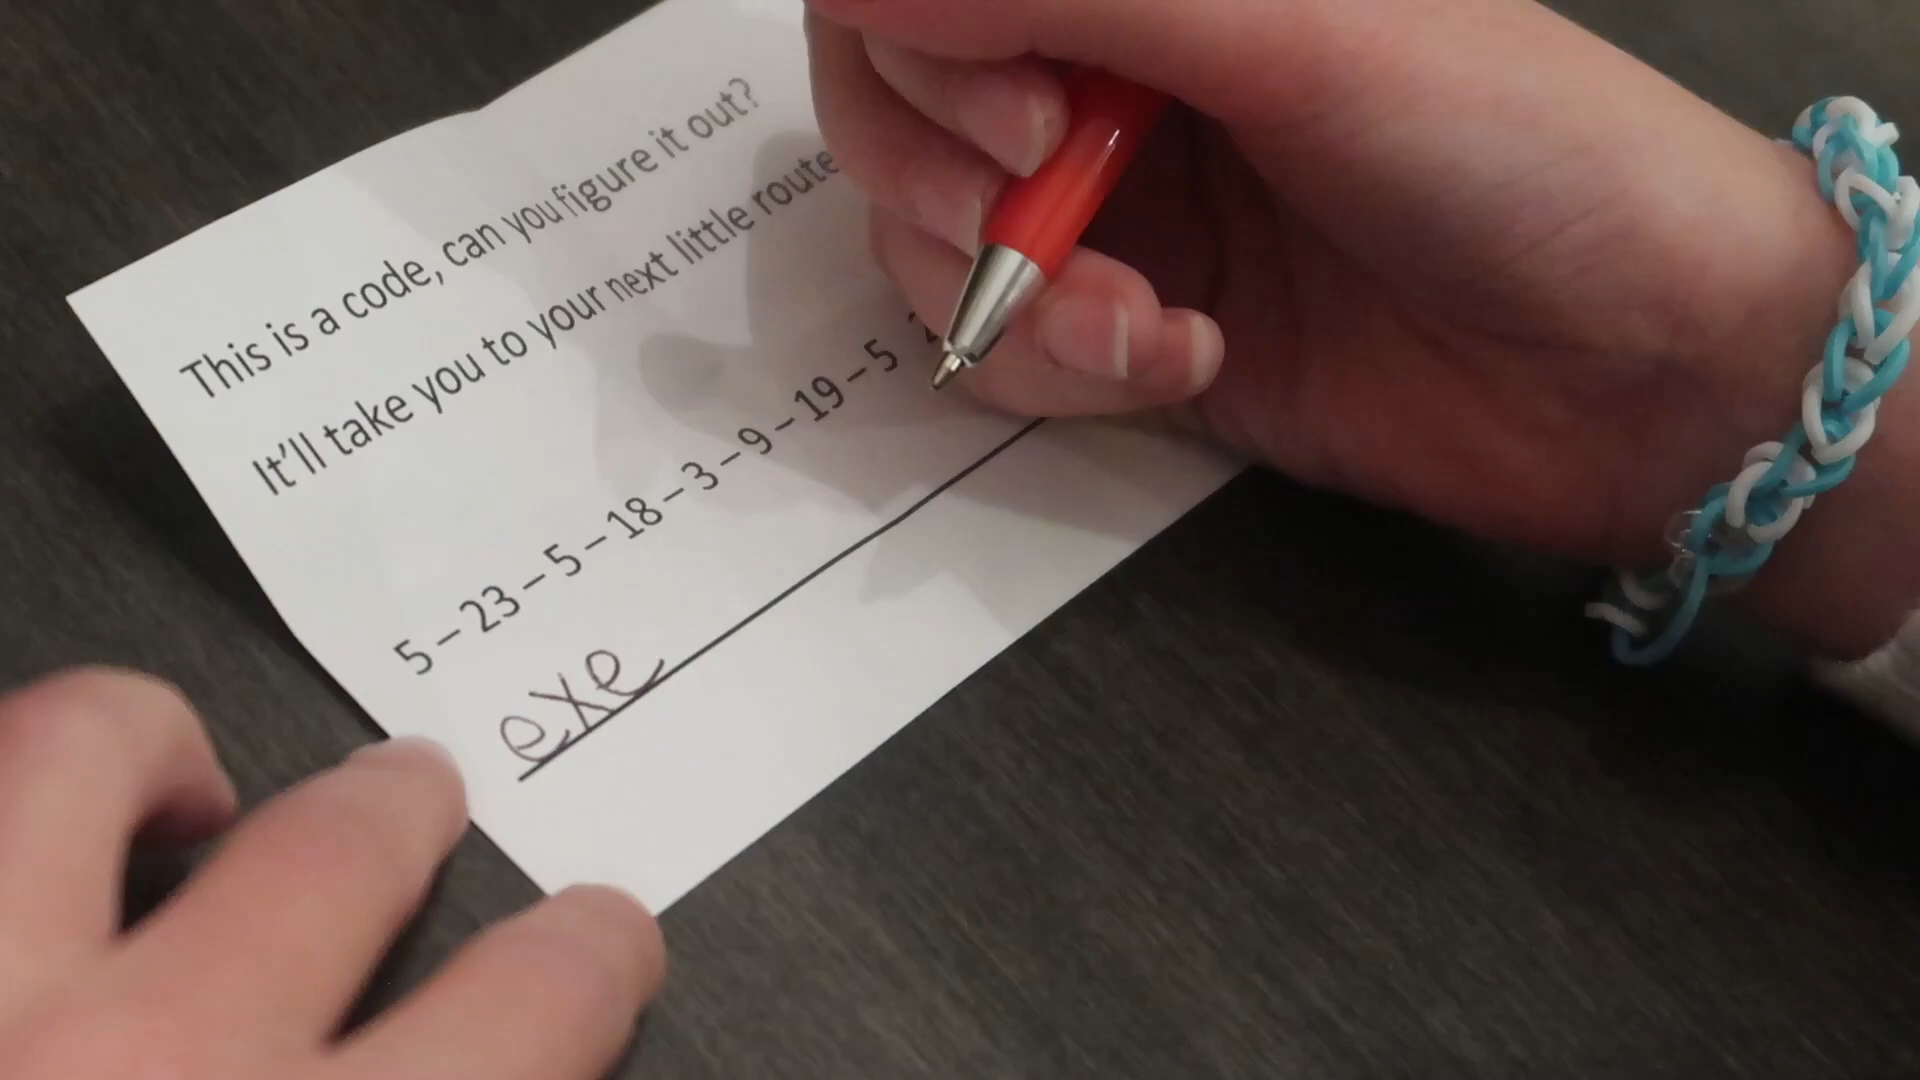 This is a code, can you figure it out?
It'll take you to your next little route
5 – 23 – 5 – 18 – 3 – 9 – 19 – 5
exe